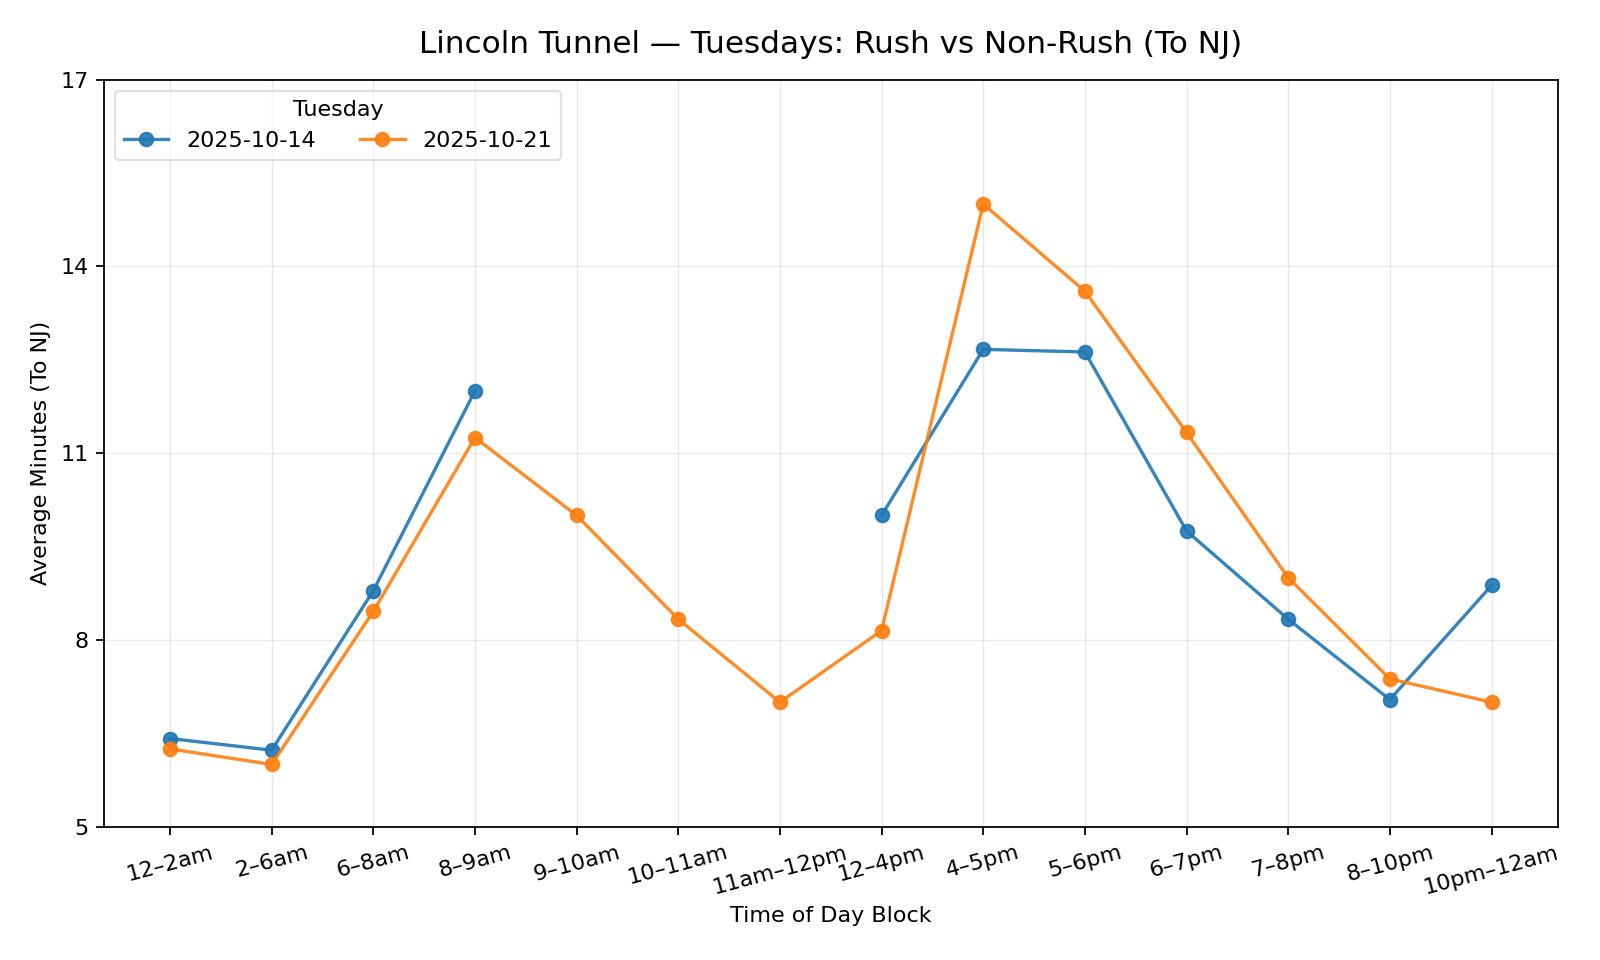 Lincoln Tunnel — Tuesdays: Rush vs Non-Rush (To NJ)
Tuesday
2025-10-14
2025-10-21
Average Minutes (To NJ)
17
14
11
8
5
12–2am
2–6am
6–8am
8–9am
9–10am
10–11am
11am–12pm
12–4pm
4–5pm
5–6pm
6–7pm
7–8pm
8–10pm
10pm–12am
Time of Day Block